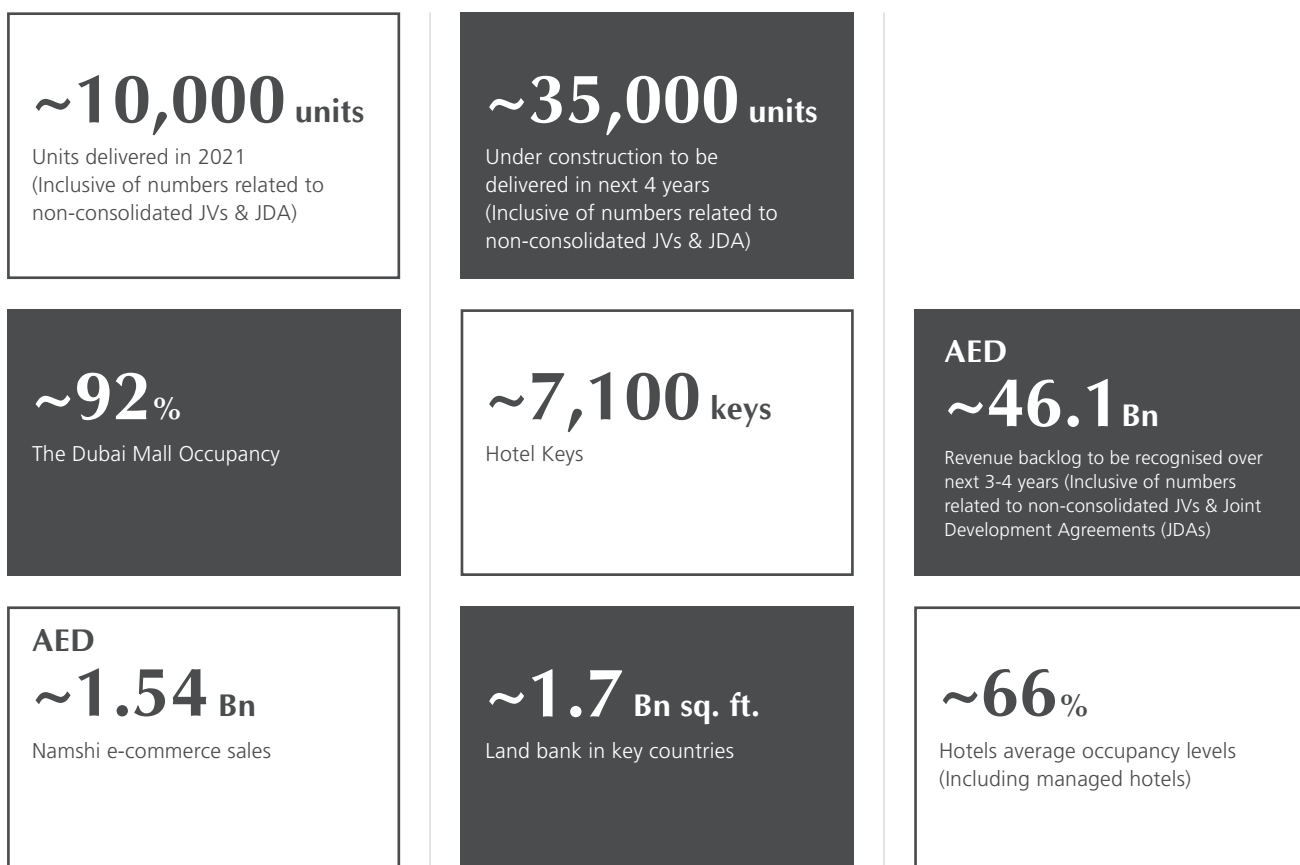 ~10,000 units
Units delivered in 2021
(Inclusive of numbers related to
non-consolidated JVs & JDA)
~35,000 units
Under construction to be
delivered in next 4 years
(Inclusive of numbers related to
non-consolidated JVs & JDA)
~92%
The Dubai Mall Occupancy
~7,100 keys
Hotel Keys
AED
~46.1 Bn
Revenue backlog to be recognised over
next 3-4 years (Inclusive of numbers
related to non-consolidated JVs & Joint
Development Agreements (JDAs)
AED
~1.54 Bn
Namshi e-commerce sales
~1.7 Bn sq. ft.
Land bank in key countries
~66%
Hotels average occupancy levels
(Including managed hotels)